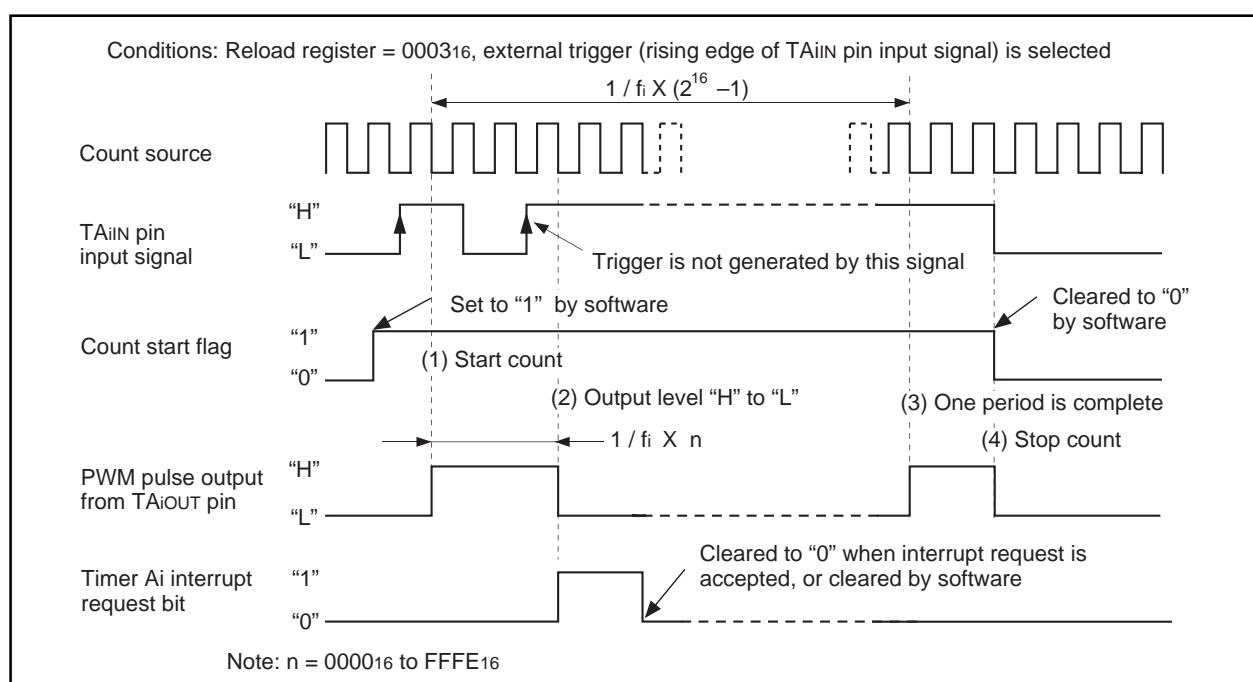 Conditions: Reload register = 000316, external trigger (rising edge of TAiIN pin input signal) is selected
1 / fi X (2^16 –1)
Count source
TAiIN pin
input signal
“H”
“L”
Trigger is not generated by this signal
Count start flag
“1”
“0”
Set to “1” by software
Cleared to “0”
by software
(1) Start count
(2) Output level “H” to “L”
(3) One period is complete
(4) Stop count
1 / fi X n
PWM pulse output
from TAiOUT pin
“H”
“L”
Timer Ai interrupt
request bit
“1”
“0”
Cleared to “0” when interrupt request is
accepted, or cleared by software
Note: n = 000016 to FFFE16